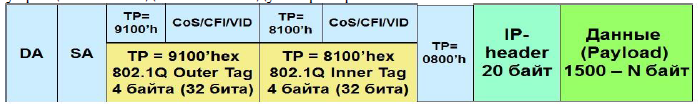 DA
SA
TP=
9100'h
CoS/CFI/VID
TP=
8100'h
CoS/CFI/VID
TP = 9100'hex
802.1Q Outer Tag
4 байта (32 бита)
TP = 8100'hex
802.1Q Inner Tag
4 байта (32 бита)
TP=
0800'h
IP-
header
20 байт
Данные
(Payload)
1500 – N байт